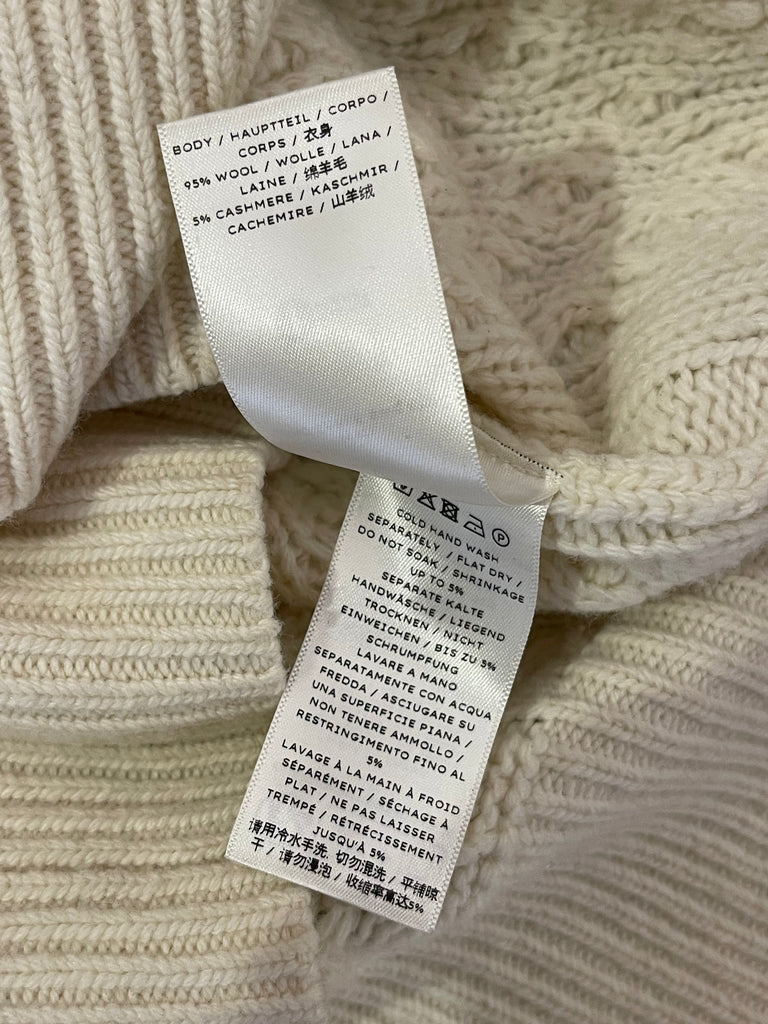 BODY / HAUPTTEIL / CORPO /
CORPS / 衣身
95% WOOL / WOLLE / LANA /
LAINE / 绵羊毛
5% CASHMERE / KASCHMIR /
CACHEMIRE / 山羊绒
P
COLD HAND WASH
SEPARATELY / FLAT DRY /
DO NOT SOAK / SHRINKAGE
UP TO 5%
SEPARATE KALTE
HANDWÄSCHE / LIEGEND
TROCKNEN / NICHT
EINWEICHEN / BIS ZU 5%
SCHRUMPFUNG
LAVARE A MANO
SEPARATAMENTE CON ACQUA
FREDDA / ASCIUGARE SU
UNA SUPERFICIE PIANA /
NON TENERE AMMOLLO /
RESTRINGIMENTO FINO AL
5%
LAVAGE À LA MAIN À FROID
SÉPARÉMENT / SÉCHAGE À
PLAT / NE PAS LAISSER
TREMPÉ / RÉTRÉCISSEMENT
JUSQU'À 5%
请用冷水手洗, 切勿混洗 / 平铺晾
干 / 请勿浸泡 / 收缩率高达5%